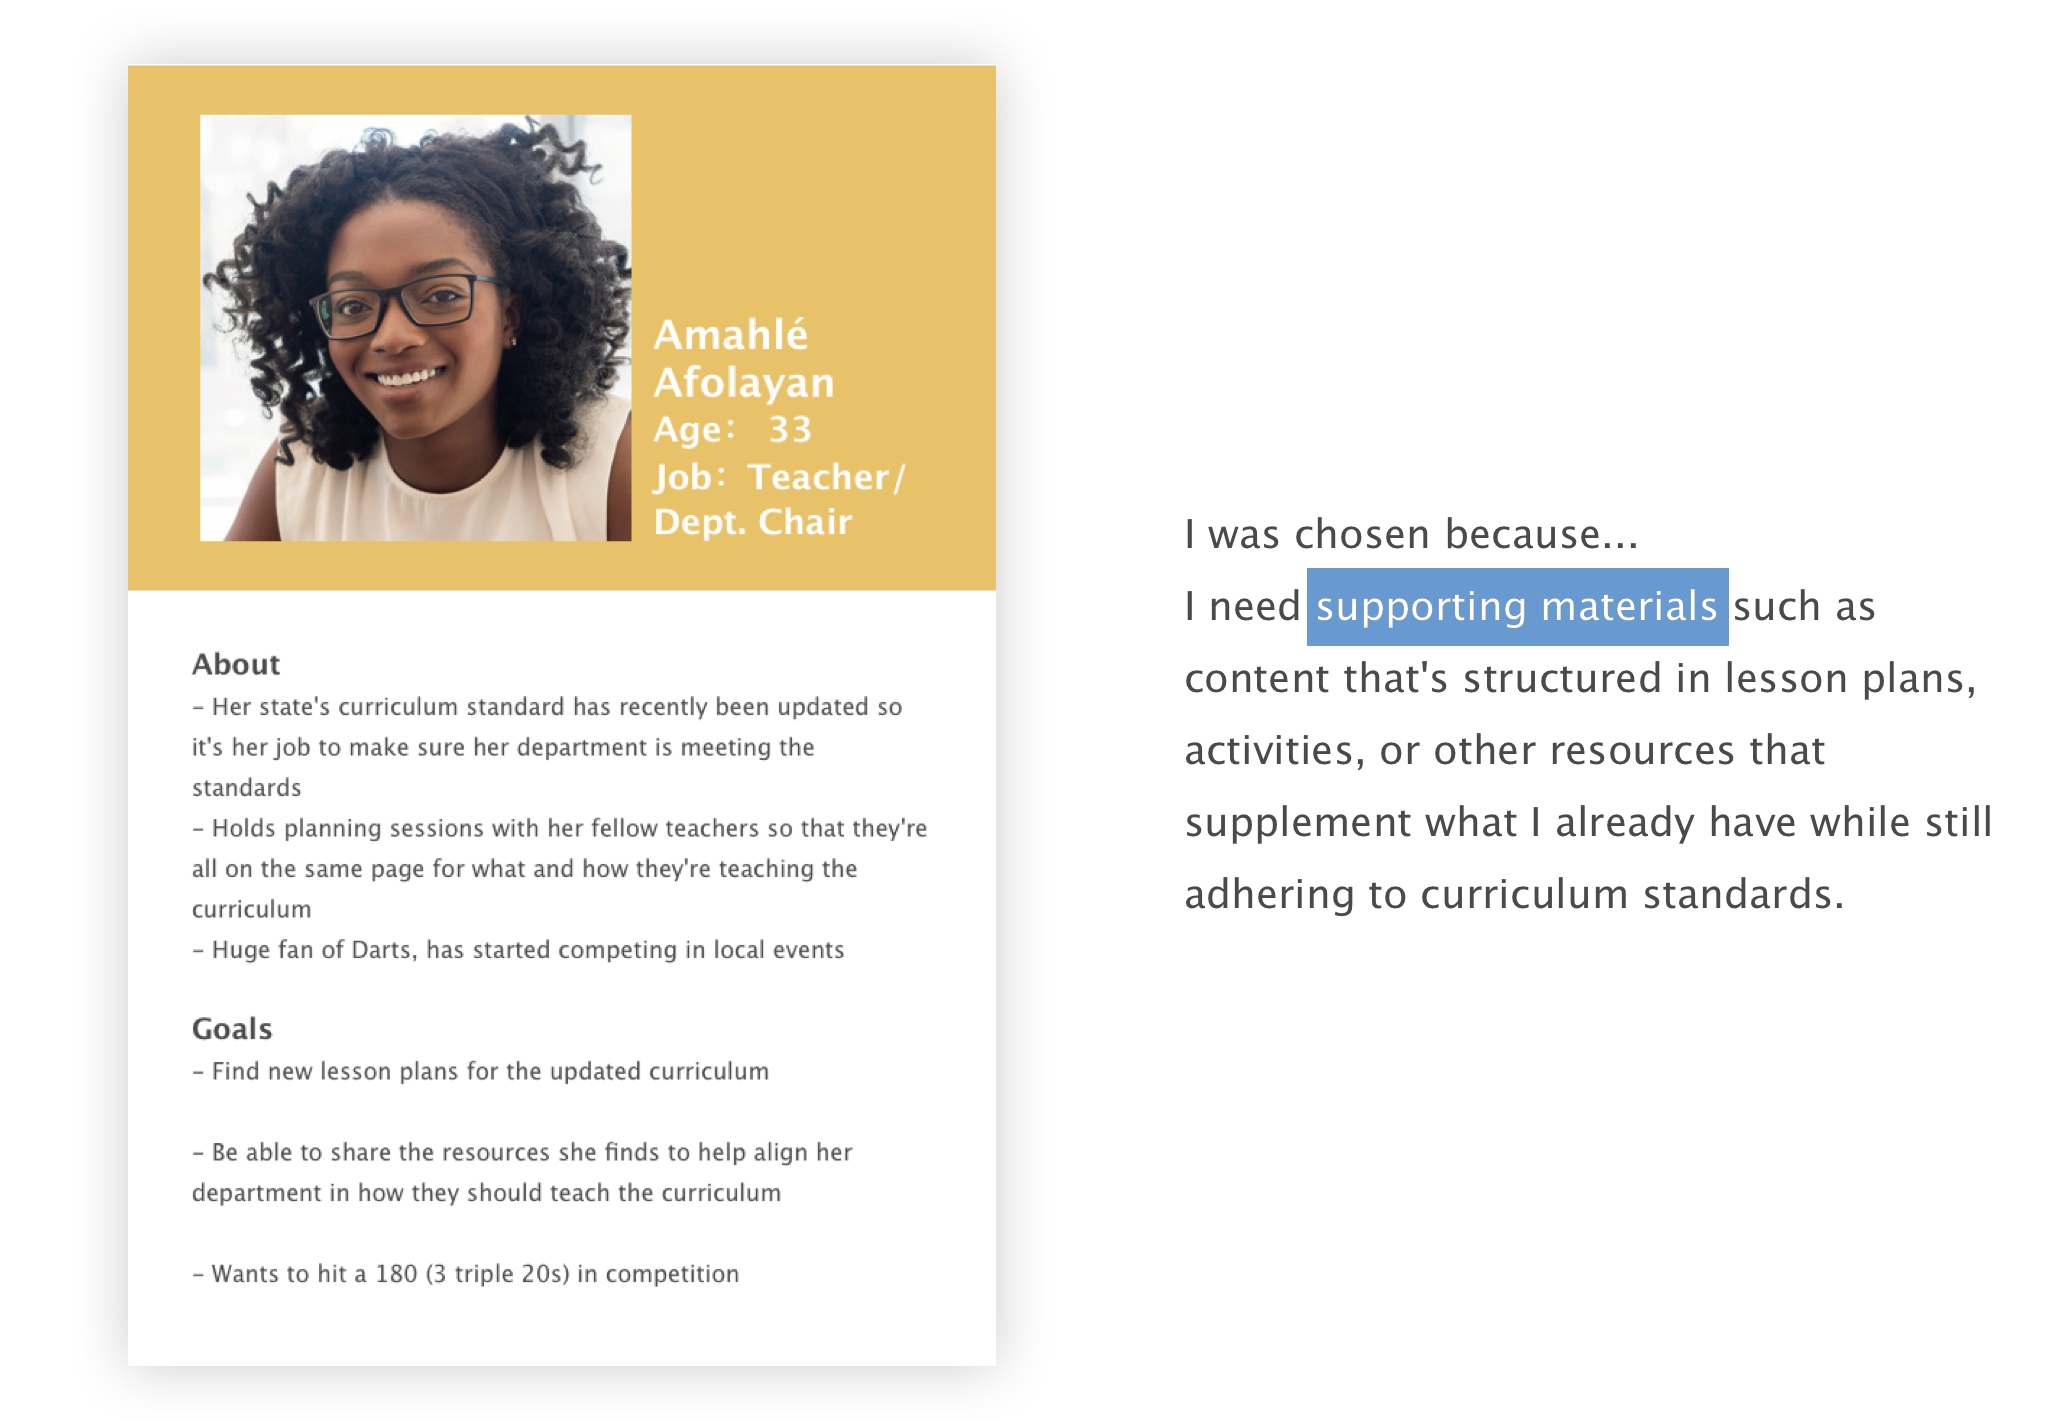 Amahlé
Afolayan
Age: 33
Job: Teacher/
Dept. Chair
About
– Her state's curriculum standard has recently been updated so
it's her job to make sure her department is meeting the
standards
– Holds planning sessions with her fellow teachers so that they're
all on the same page for what and how they're teaching the
curriculum
– Huge fan of Darts, has started competing in local events
Goals
– Find new lesson plans for the updated curriculum
– Be able to share the resources she finds to help align her
department in how they should teach the curriculum
– Wants to hit a 180 (3 triple 20s) in competition
I was chosen because...
I need supporting materials such as
content that's structured in lesson plans,
activities, or other resources that
supplement what I already have while still
adhering to curriculum standards.